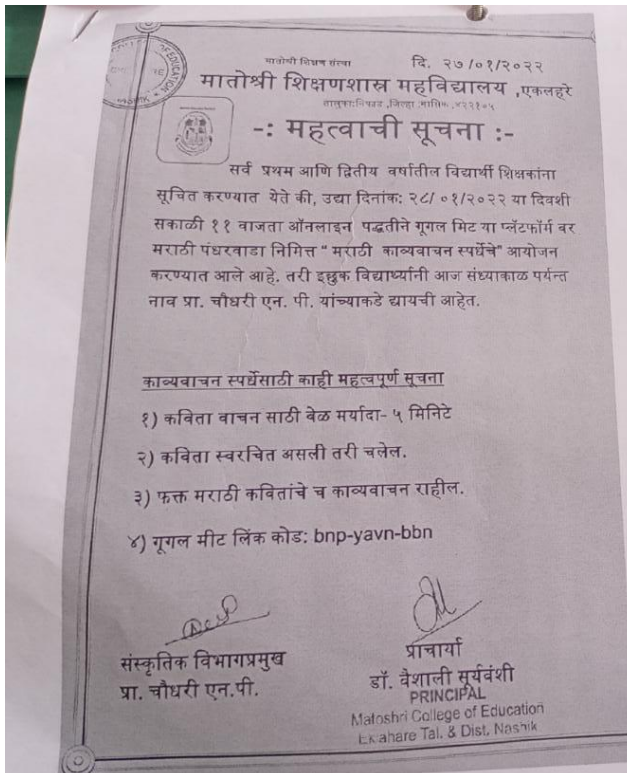 मातोश्री शिक्षण संस्था
दि. २७/०१/२०२२
मातोश्री शिक्षणशास्त्र महविद्यालय ,एकलहरे
जिल्हा
-: महत्वाची सूचना :-
सर्व प्रथम आणि द्वितीय वर्षातील विद्यार्थी शिक्षकांना
सूचित करण्यात येते की, उद्या दिनांक: २८/ ०१/२०२२ या दिवशी
सकाळी ११ वाजता ऑनलाइन पद्धतीने गूगल मिट या प्लॅटफॉर्म वर
मराठी पंधरवाडा निमित्त “ मराठी काव्यवाचन स्पर्धेचे” आयोजन
करण्यात आले आहे. तरी इछुक विद्यार्थ्यांनी आज संध्याकाळ पर्यन्त
नाव प्रा. चौधरी एन. पी. यांच्याकडे द्यायची आहेत.
काव्यवाचन स्पर्धेसाठी काही महत्वपूर्ण सूचना
१) कविता वाचन साठी वेळ मर्यादा- ५ मिनिटे
२) कविता स्वरचित असली तरी चलेल.
३) फक्त मराठी कवितांचे च काव्यवाचन राहील.
४) गूगल मीट लिंक कोड: bnp-yavn-bbn
संस्कृतिक विभागप्रमुख
प्रा. चौधरी एन.पी.
प्राचार्या
डॉ. वैशाली सुर्यवंशी
PRINCIPAL
Matoshri College of Education
Eklahare Tal. & Dist. Nashik